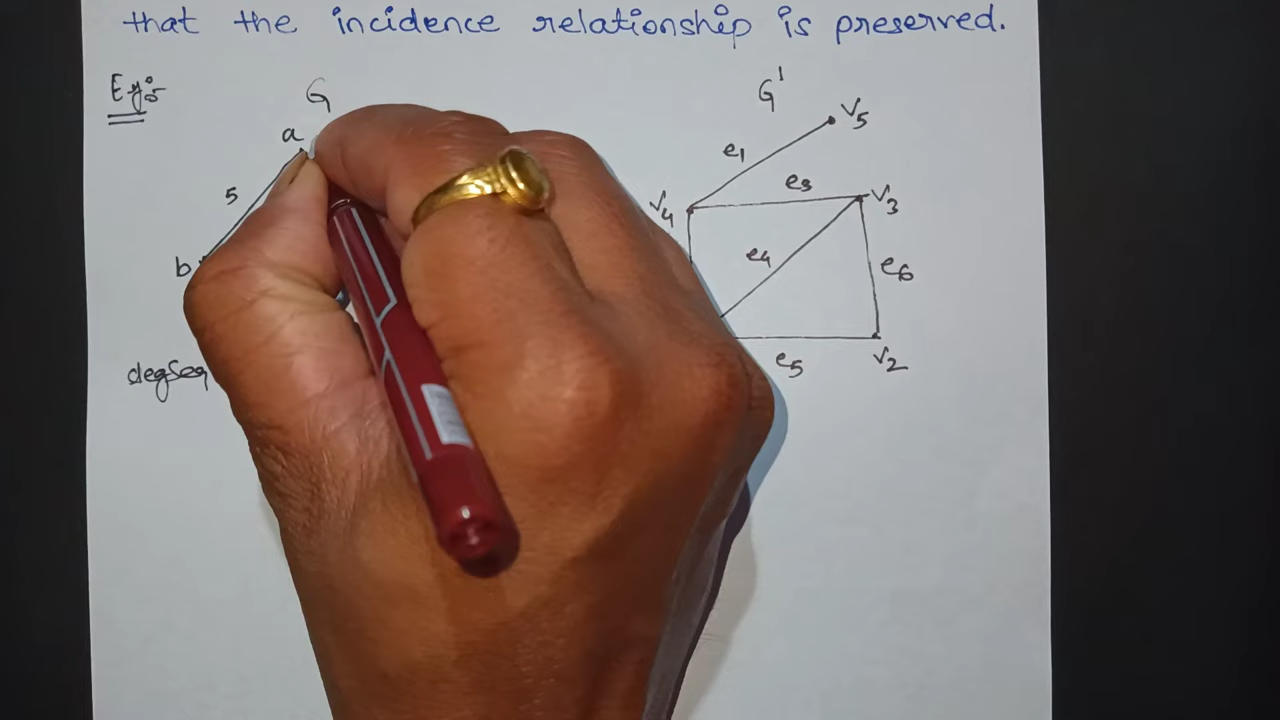 that the incidence relationship is preserved.
Eg:
G
G'
a
v5
e1
5
e3
v4
v3
e4
b
e6
e5
v2
degSeq